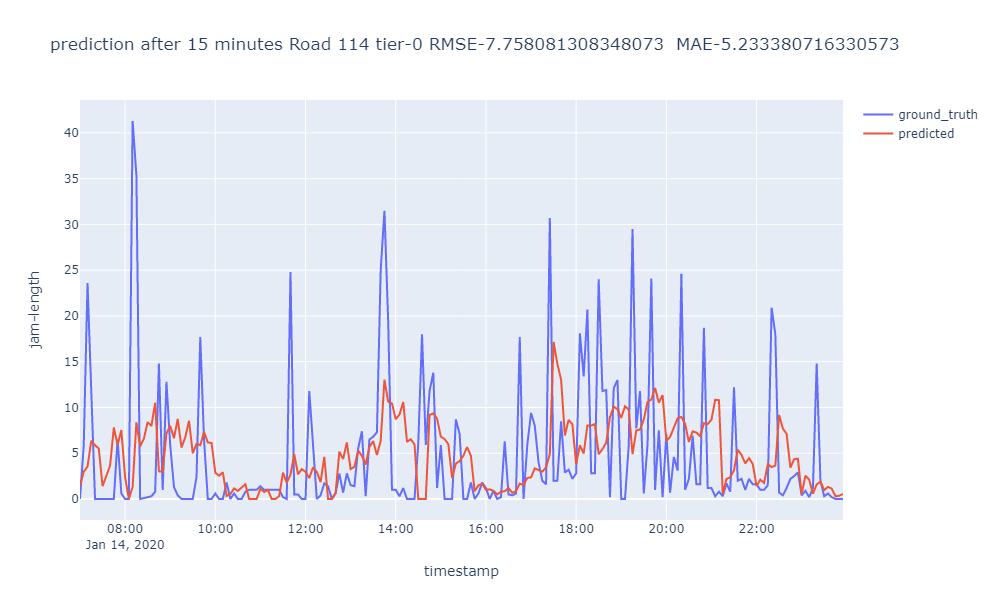 prediction after 15 minutes Road 114 tier-0 RMSE-7.758081308348073  MAE-5.233380716330573
ground_truth
predicted
40
35
30
25
20
15
10
5
0
jam-length
08:00 10:00 12:00 14:00 16:00 18:00 20:00 22:00
Jan 14, 2020
timestamp